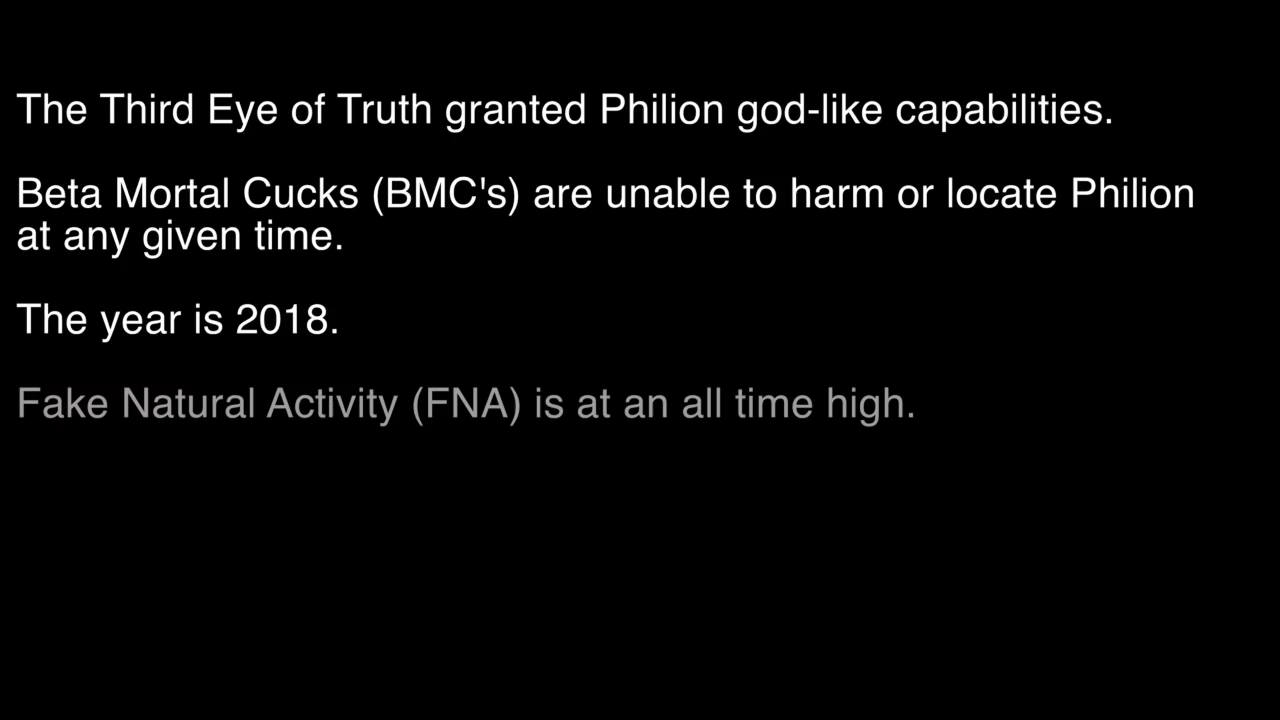 The Third Eye of Truth granted Philion god-like capabilities.
Beta Mortal Cucks (BMC's) are unable to harm or locate Philion
at any given time.
The year is 2018.
Fake Natural Activity (FNA) is at an all time high.